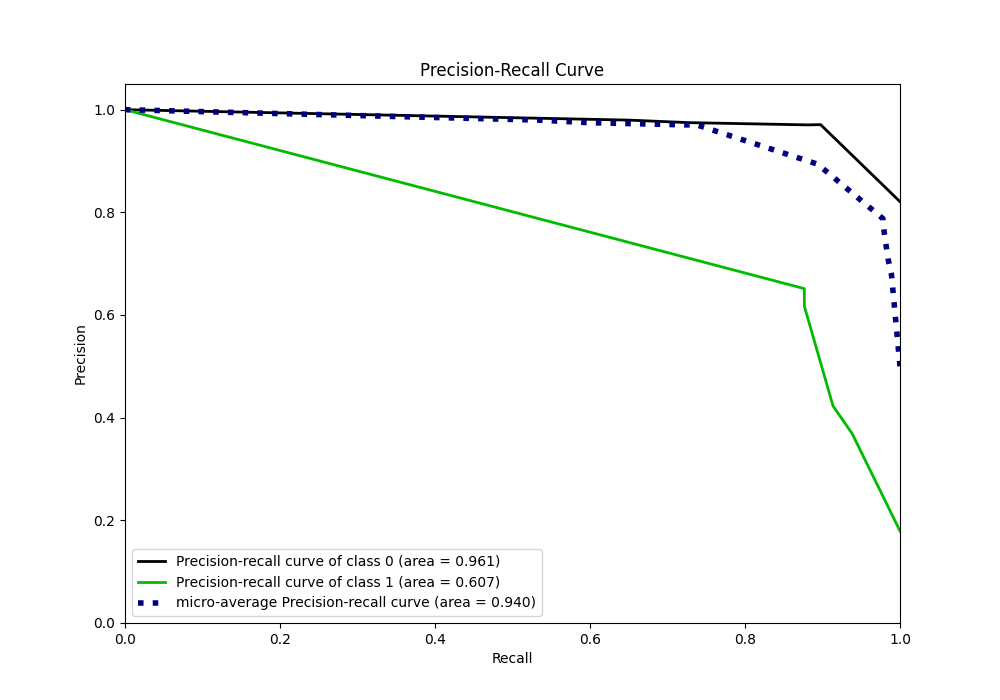 Precision-Recall Curve
Precision
1.0
0.8
0.6
0.4
0.2
0.0
Precision-recall curve of class 0 (area = 0.961)
Precision-recall curve of class 1 (area = 0.607)
micro-average Precision-recall curve (area = 0.940)
0.0 0.2 0.4 0.6 0.8 1.0
Recall